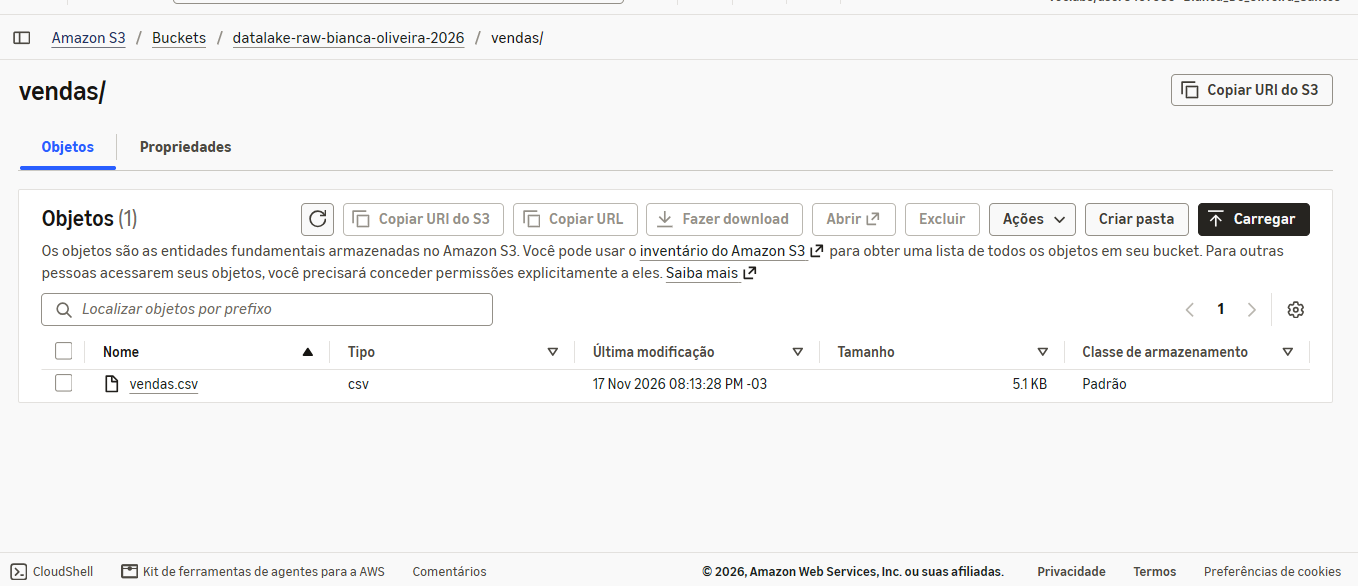 Amazon S3 / Buckets / datalake-raw-bianca-oliveira-2026 / vendas/
vendas/
Copiar URI do S3
Objetos
Propriedades
Objetos (1)
Copiar URI do S3
Copiar URL
Fazer download
Abrir
Excluir
Ações
Criar pasta
Carregar
Os objetos são as entidades fundamentais armazenadas no Amazon S3. Você pode usar o inventário do Amazon S3 para obter uma lista de todos os objetos em seu bucket. Para outras
pessoas acessarem seus objetos, você precisará conceder permissões explicitamente a eles. Saiba mais
Localizar objetos por prefixo
1
Nome Tipo Última modificação Tamanho Classe de armazenamento
vendas.csv csv 17 Nov 2026 08:13:28 PM -03 5.1 KB Padrão
CloudShell Kit de ferramentas de agentes para a AWS Comentários © 2026, Amazon Web Services, Inc. ou suas afiliadas. Privacidade Termos Preferências de cookies